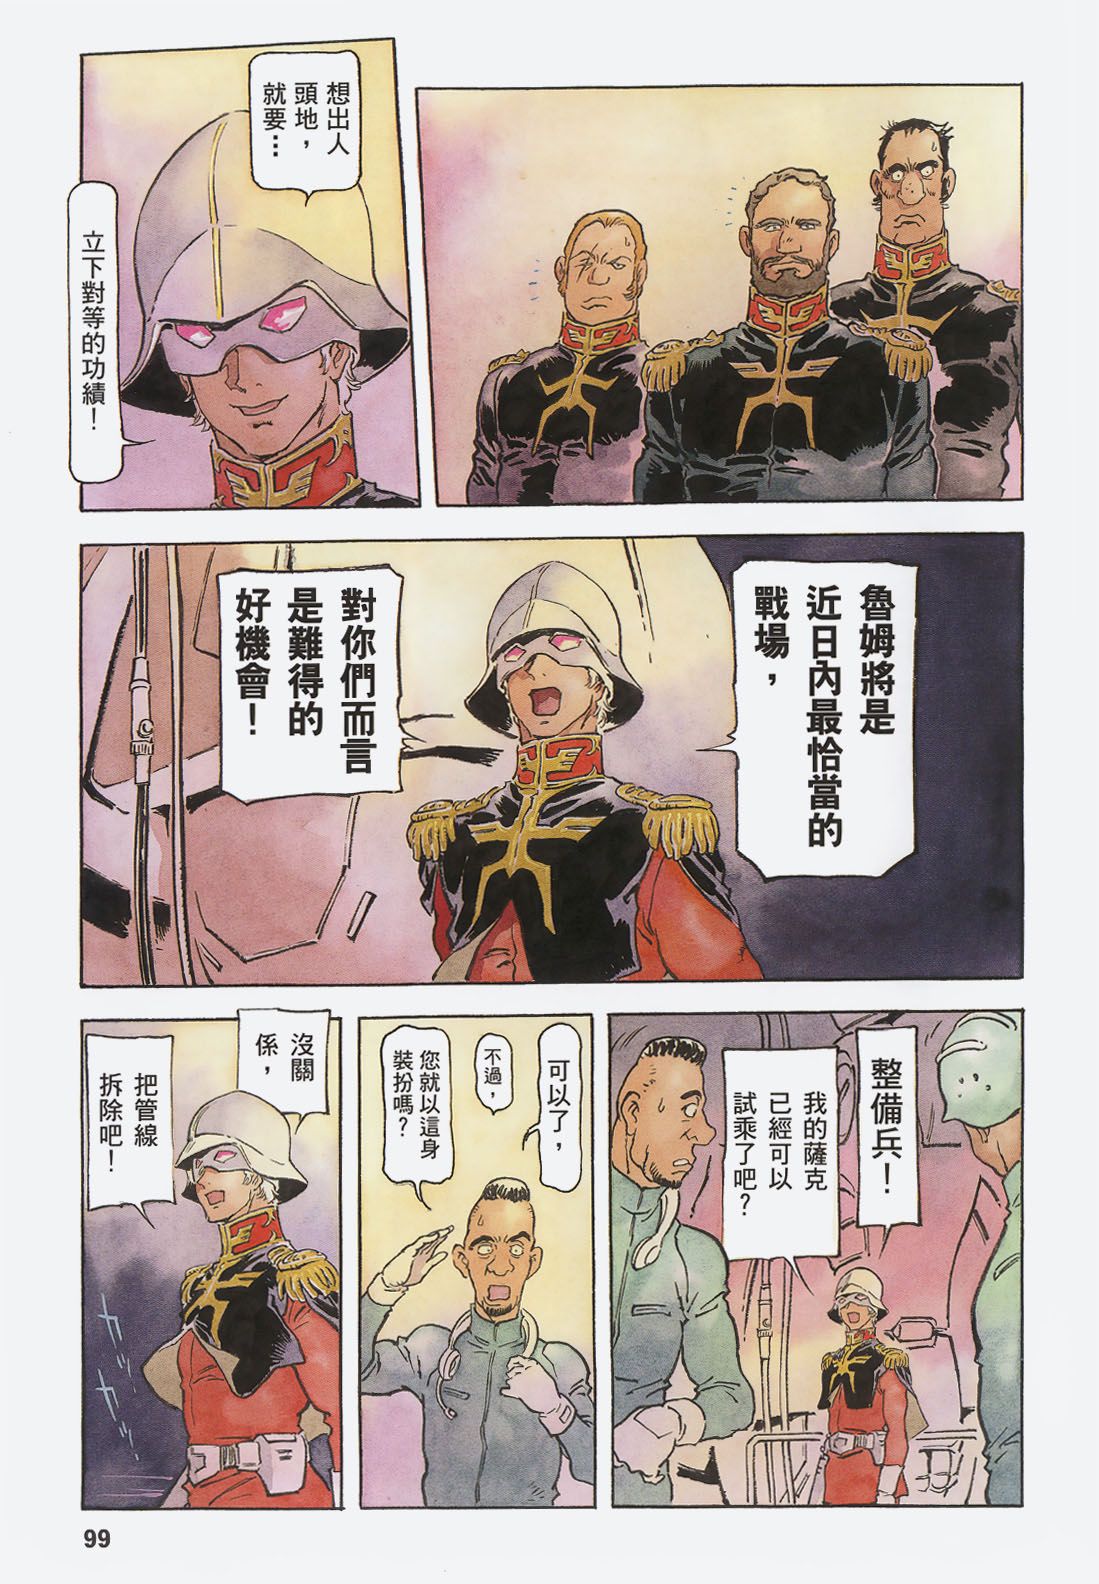 想出人
頭地，
就要…
立下對等的功績！
魯姆將是
近日內最恰當的
戰場，
對你們而言
是難得的
好機會！
整備兵！
我的薩克
已經可以
試乘了吧？
可以了，
不過，
您就以這身
裝扮嗎？
沒關
係，
把管線
拆除吧！
カッカッ
99